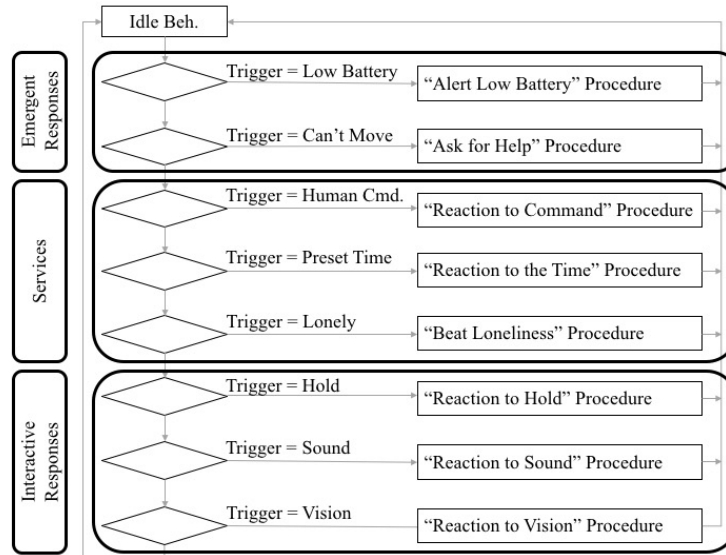 Idle Beh.
Emergent
Responses
Trigger = Low Battery
“Alert Low Battery” Procedure
Trigger = Can’t Move
“Ask for Help” Procedure
Services
Trigger = Human Cmd.
“Reaction to Command” Procedure
Trigger = Preset Time
“Reaction to the Time” Procedure
Trigger = Lonely
“Beat Loneliness” Procedure
Interactive
Responses
Trigger = Hold
“Reaction to Hold” Procedure
Trigger = Sound
“Reaction to Sound” Procedure
Trigger = Vision
“Reaction to Vision” Procedure